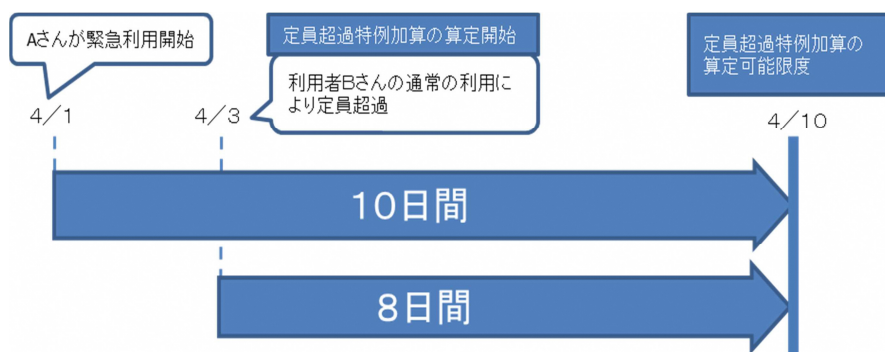 Aさんが緊急利用開始
定員超過特例加算の算定開始
利用者Bさんの通常の利用に
より定員超過
定員超過特例加算の
算定可能限度
4/1
4/3
4/10
10日間
8日間